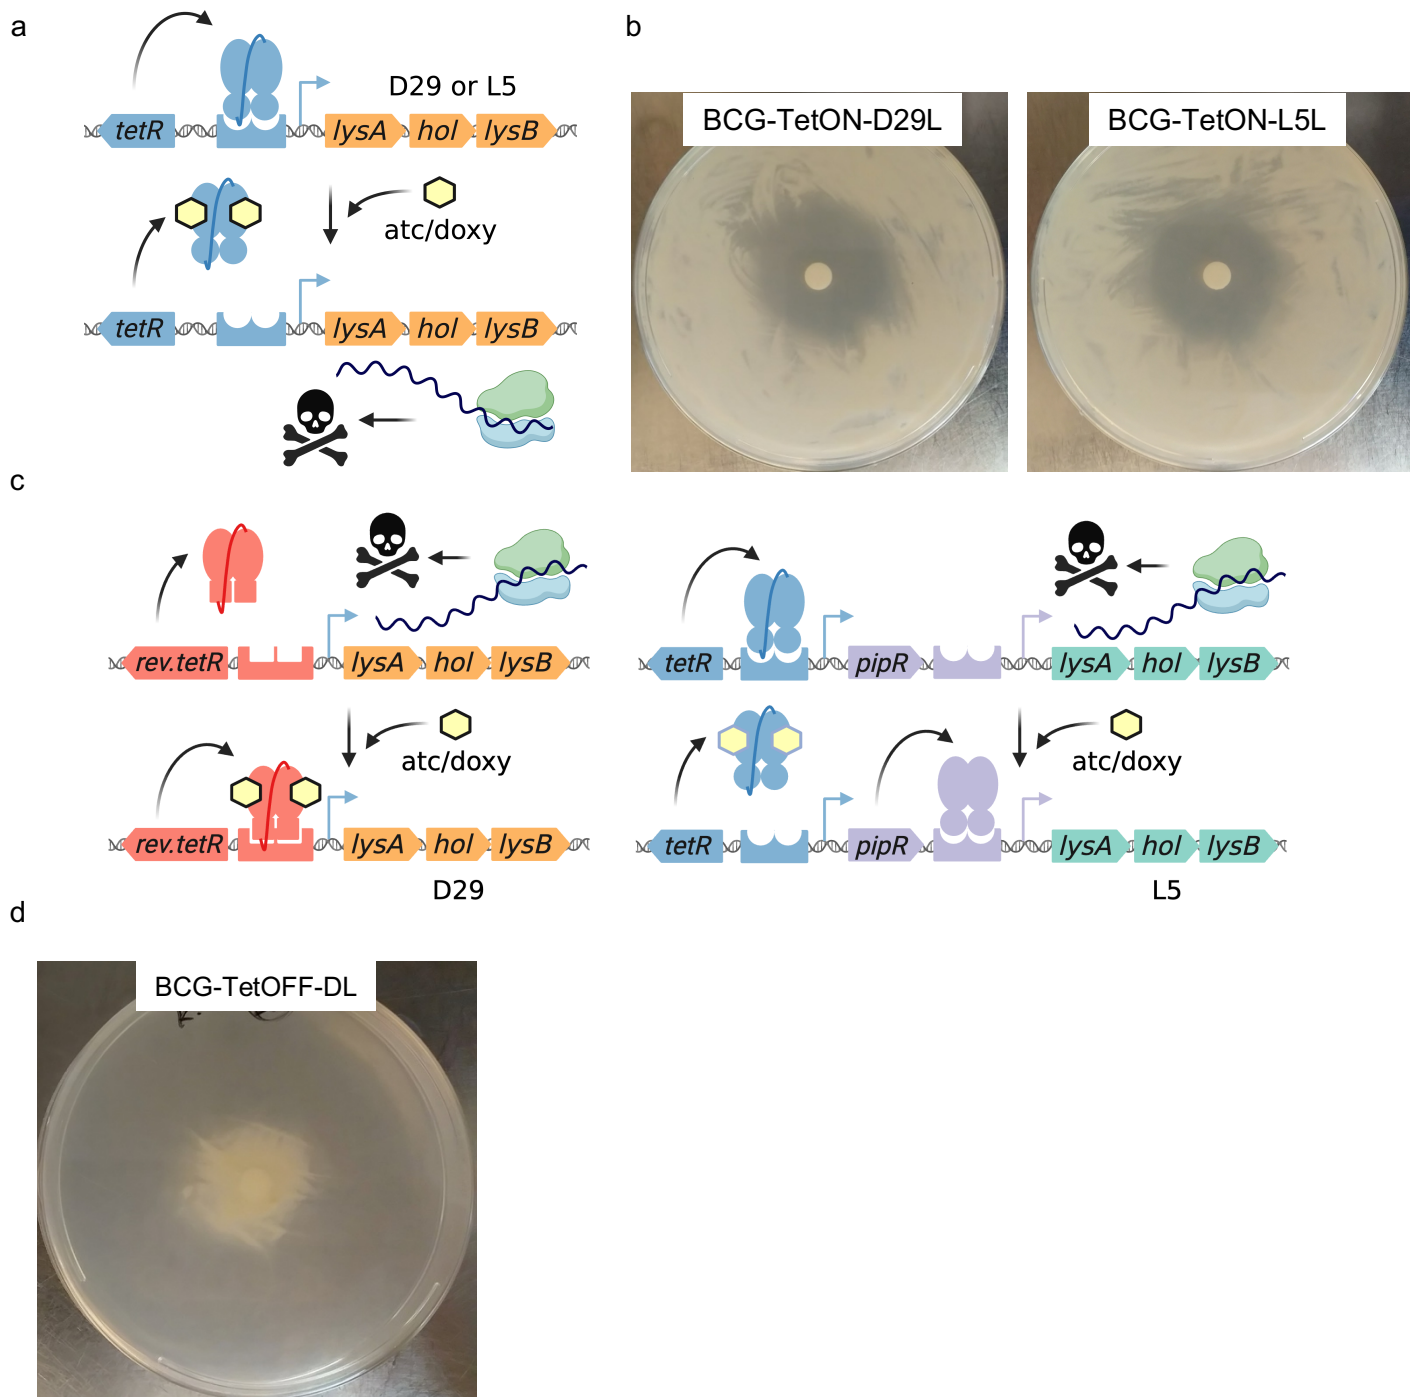 a
D29 or L5
tetR
lysA
hol
lysB
atc/doxy
tetR
lysA
hol
lysB
b
BCG-TetON-D29L
BCG-TetON-L5L
c
rev.tetR
lysA
hol
lysB
atc/doxy
rev.tetR
lysA
hol
lysB
D29
tetR
pipR
lysA
hol
lysB
atc/doxy
tetR
pipR
lysA
hol
lysB
L5
d
BCG-TetOFF-DL